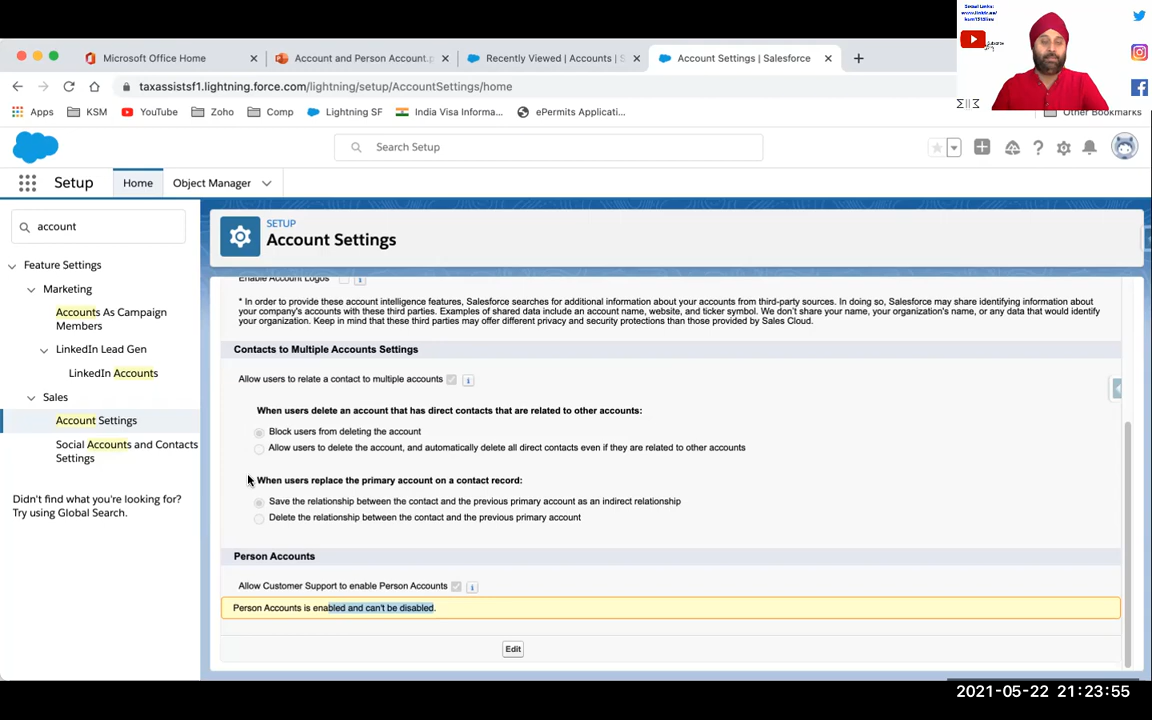 Social Links:
www.linktr.ee/
Subscribe
Microsoft Office Home
Account and Person Account.p
Recently Viewed | Accounts | S
Account Settings | Salesforce
taxassistsf1.lightning.force.com/lightning/setup/AccountSettings/home
Apps
KSM
YouTube
Zoho
Comp
Lightning SF
India Visa Informa...
ePermits Applicati...
Other Bookmarks
Search Setup
Setup
Home
Object Manager
account
SETUP
Account Settings
Feature Settings
Marketing
Accounts As Campaign
Members
LinkedIn Lead Gen
LinkedIn Accounts
Sales
Account Settings
Social Accounts and Contacts
Settings
Didn't find what you're looking for?
Try using Global Search.
Enable Account Logos
* In order to provide these account intelligence features, Salesforce searches for additional information about your accounts from third-party sources. In doing so, Salesforce may share identifying information about
your company's accounts with these third parties. Examples of shared data include an account name, website, and ticker symbol. We don't share your name, your organization's name, or any data that would identify
your organization. Keep in mind that these third parties may offer different privacy and security protections than those provided by Sales Cloud.
Contacts to Multiple Accounts Settings
Allow users to relate a contact to multiple accounts
When users delete an account that has direct contacts that are related to other accounts:
Block users from deleting the account
Allow users to delete the account, and automatically delete all direct contacts even if they are related to other accounts
When users replace the primary account on a contact record:
Save the relationship between the contact and the previous primary account as an indirect relationship
Delete the relationship between the contact and the previous primary account
Person Accounts
Allow Customer Support to enable Person Accounts
Person Accounts is enabled and can't be disabled.
Edit
2021-05-22 21:23:55